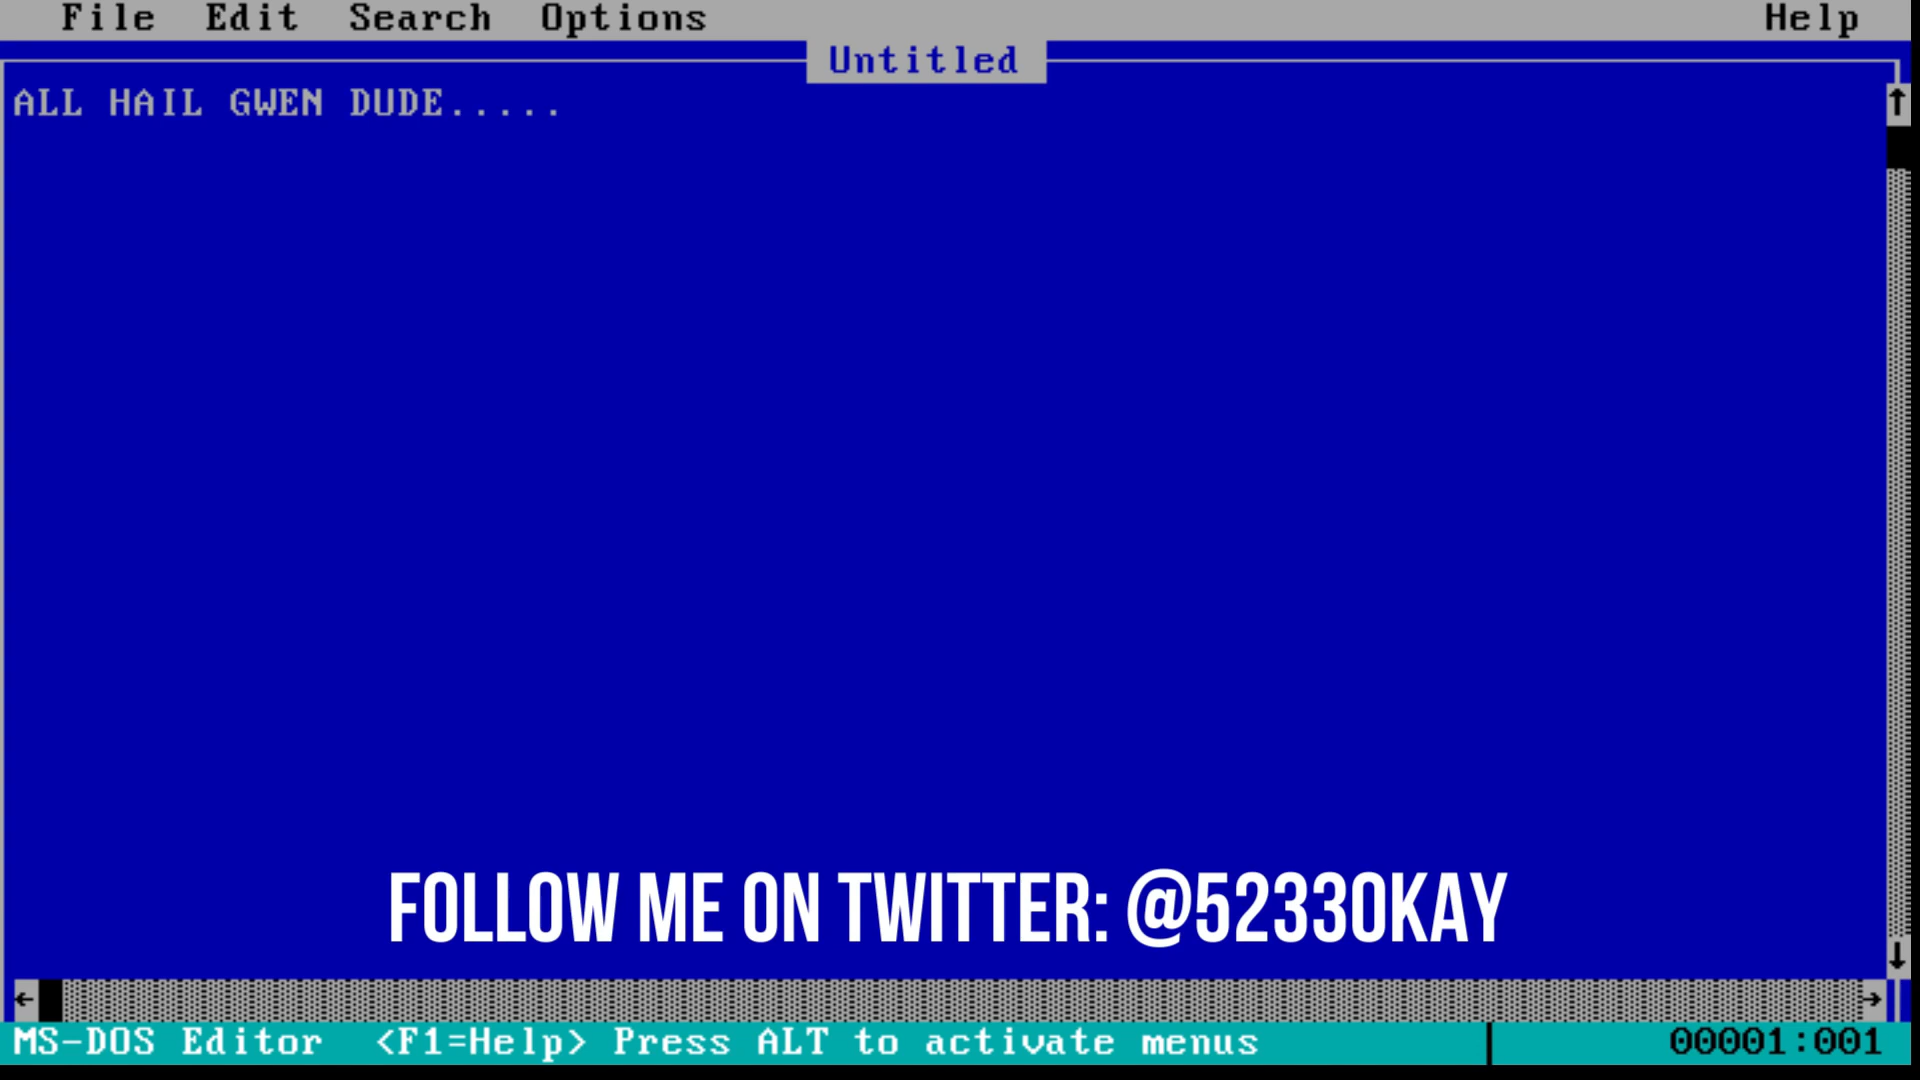 File Edit Search Options Help
Untitled
ALL HAIL GWEN DUDE.....
FOLLOW ME ON TWITTER: @52330KAY
MS-DOS Editor <F1=Help> Press ALT to activate menus 00001:001